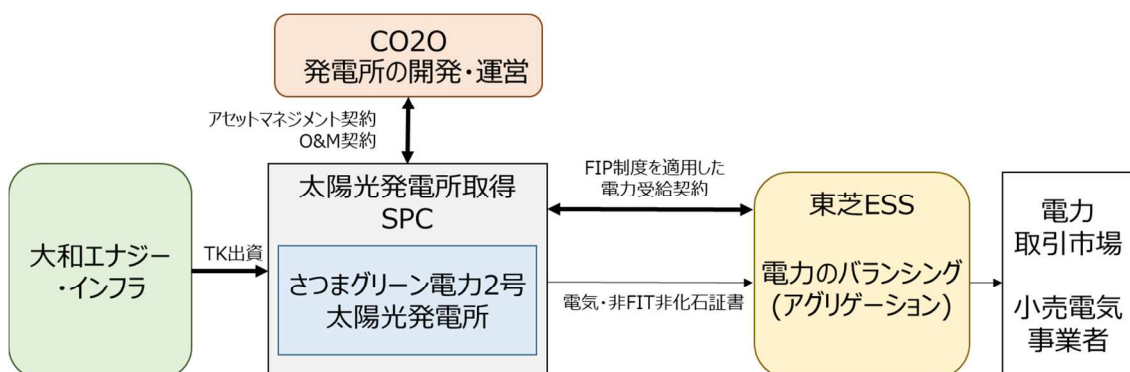 CO2O
発電所の開発・運営
アセットマネジメント契約
O&M契約
大和エナジー
・インフラ
TK出資
太陽光発電所取得
SPC
さつまグリーン電力2号
太陽光発電所
FIP制度を適用した
電力受給契約
電気・非FIT非化石証書
東芝ESS
電力のバランシング
(アグリゲーション)
電力
取引市場
小売電気
事業者